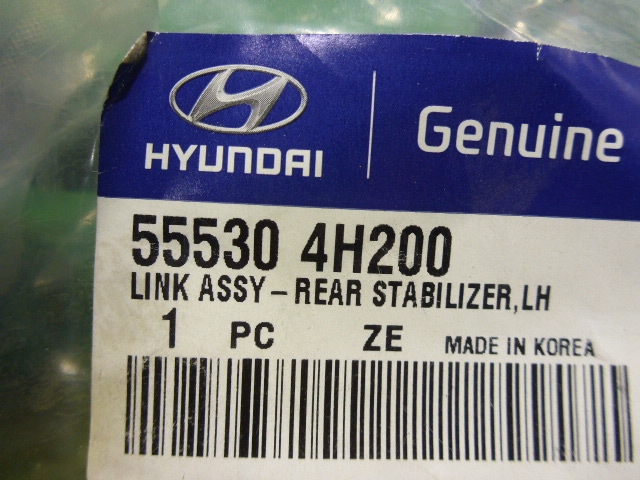 HYUNDAI
Genuine
55530 4H200
LINK ASSY-REAR STABILIZER,LH
1 PC ZE MADE IN KOREA